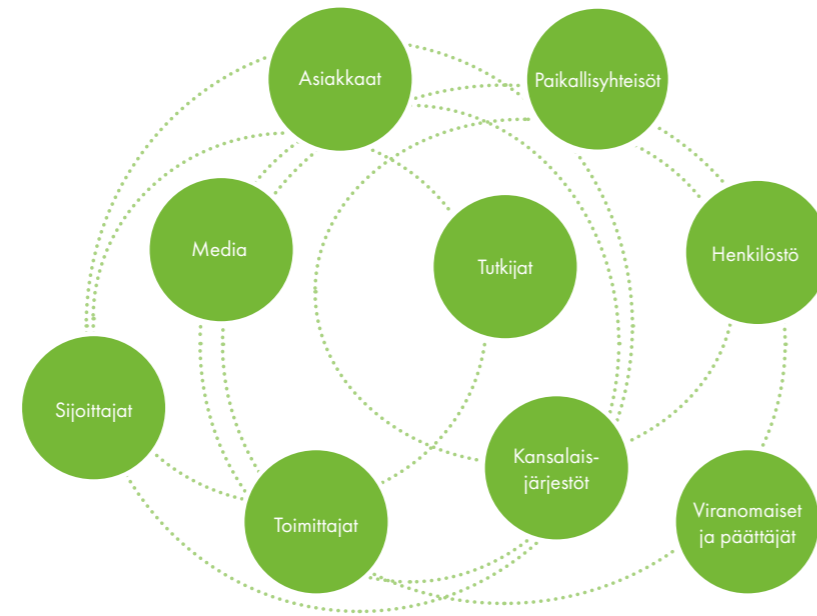 Asiakkaat
Paikallisyhteisöt
Media
Tutkijat
Henkilöstö
Sijoittajat
Kansalais-
järjestöt
Toimittajat
Viranomaiset
ja päättäjät